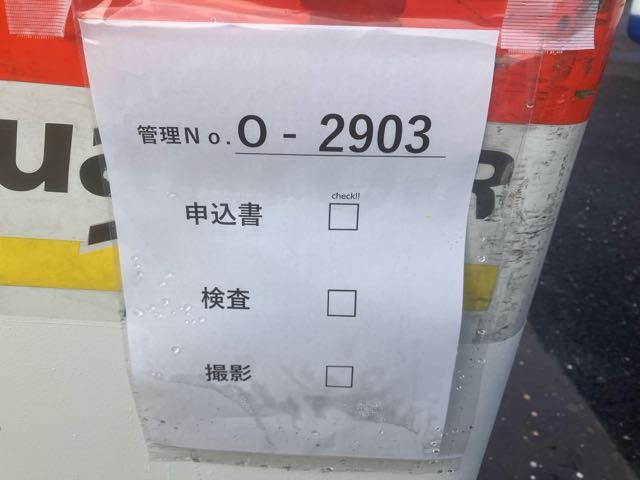 管理No. O - 2903
check!!
申込書 □
検査 □
撮影 □